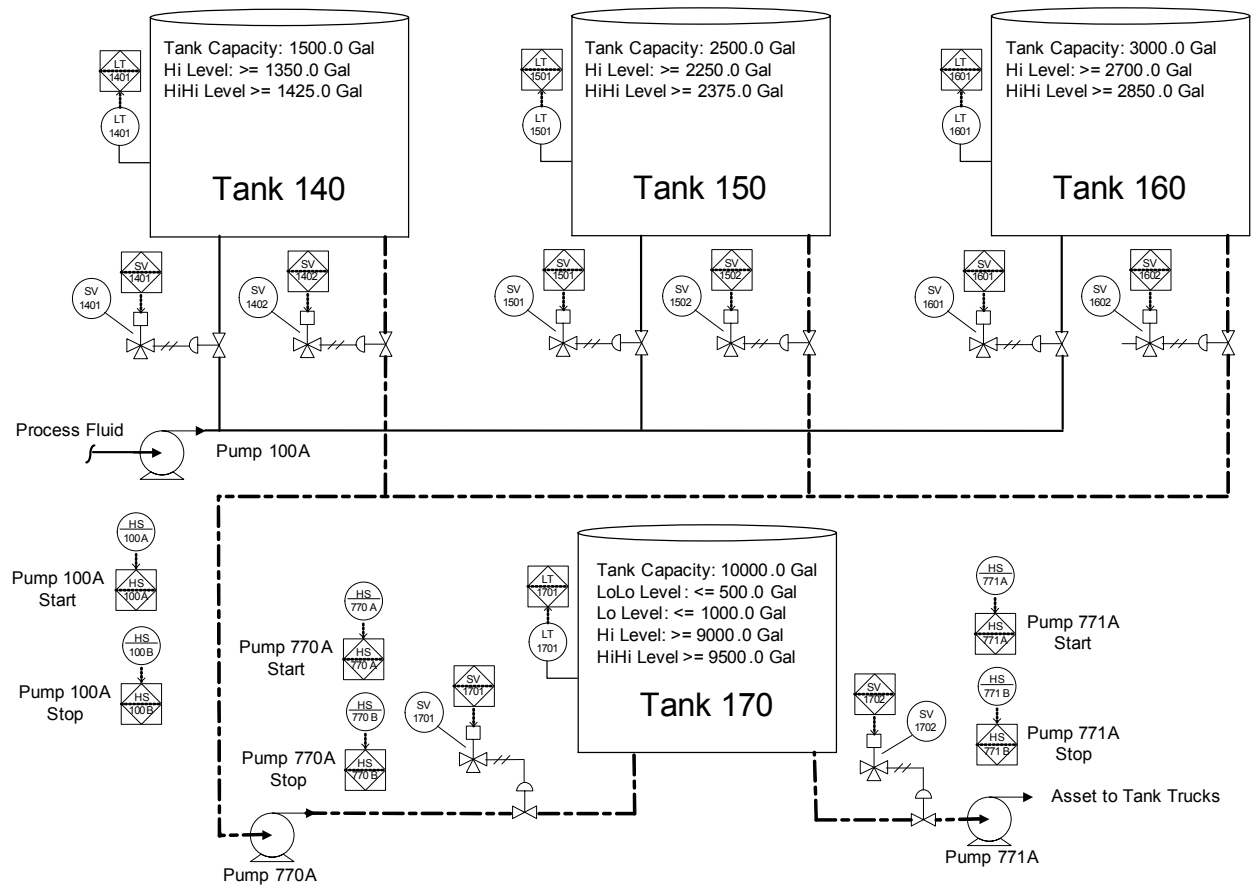 Tank Capacity: 1500.0 Gal
Hi Level: >= 1350.0 Gal
HiHi Level >= 1425.0 Gal
LT
1401
LT
1401
Tank 140
Tank Capacity: 2500.0 Gal
Hi Level: >= 2250.0 Gal
HiHi Level >= 2375.0 Gal
LT
1501
LT
1501
Tank 150
Tank Capacity: 3000.0 Gal
Hi Level: >= 2700.0 Gal
HiHi Level >= 2850.0 Gal
LT
1601
LT
1601
Tank 160
SV
1401
SV
1401
SV
1402
SV
1402
SV
1501
SV
1501
SV
1502
SV
1502
SV
1601
SV
1601
SV
1602
SV
1602
Process Fluid
Pump 100A
HS
100A
Pump 100A
Start
HS
100A
HS
100B
Pump 100A
Stop
HS
100B
HS
770A
Pump 770A
Start
HS
770A
HS
770B
Pump 770A
Stop
HS
770B
SV
1701
SV
1701
LT
1701
LT
1701
Tank Capacity: 10000.0 Gal
LoLo Level: <= 500.0 Gal
Lo Level: <= 1000.0 Gal
Hi Level: >= 9000.0 Gal
HiHi Level >= 9500.0 Gal
Tank 170
SV
1702
SV
1702
HS
771A
HS
771A
Pump 771A
Start
HS
771B
HS
771B
Pump 771A
Stop
Asset to Tank Trucks
Pump 770A
Pump 771A